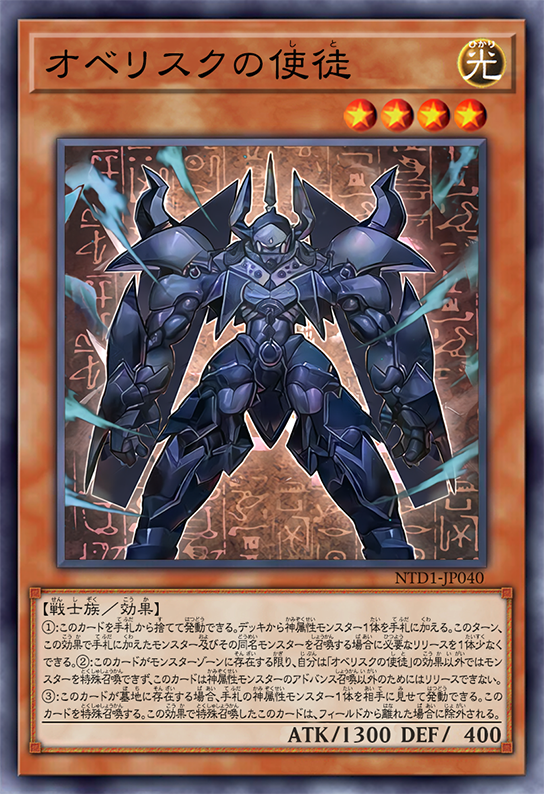 オベリスクの使徒
光
NTD1-JP040
【戦士族／効果】
①:このカードを手札から捨てて発動できる。デッキから神属性モンスター1体を手札に加える。このターン、
この効果で手札に加えたモンスター及びその同名モンスターを召喚する場合に必要なリリースを1体少なく
できる。②:このカードがモンスターゾーンに存在する限り、自分は「オベリスクの使徒」の効果以外ではモン
スターを特殊召喚できず、このカードは神属性モンスターのアドバンス召喚以外のためにはリリースできない。
③:このカードが墓地に存在する場合、手札の神属性モンスター1体を相手に見せて発動できる。この
カードを特殊召喚する。この効果で特殊召喚したこのカードは、フィールドから離れた場合に除外される。
ATK/1300 DEF/ 400